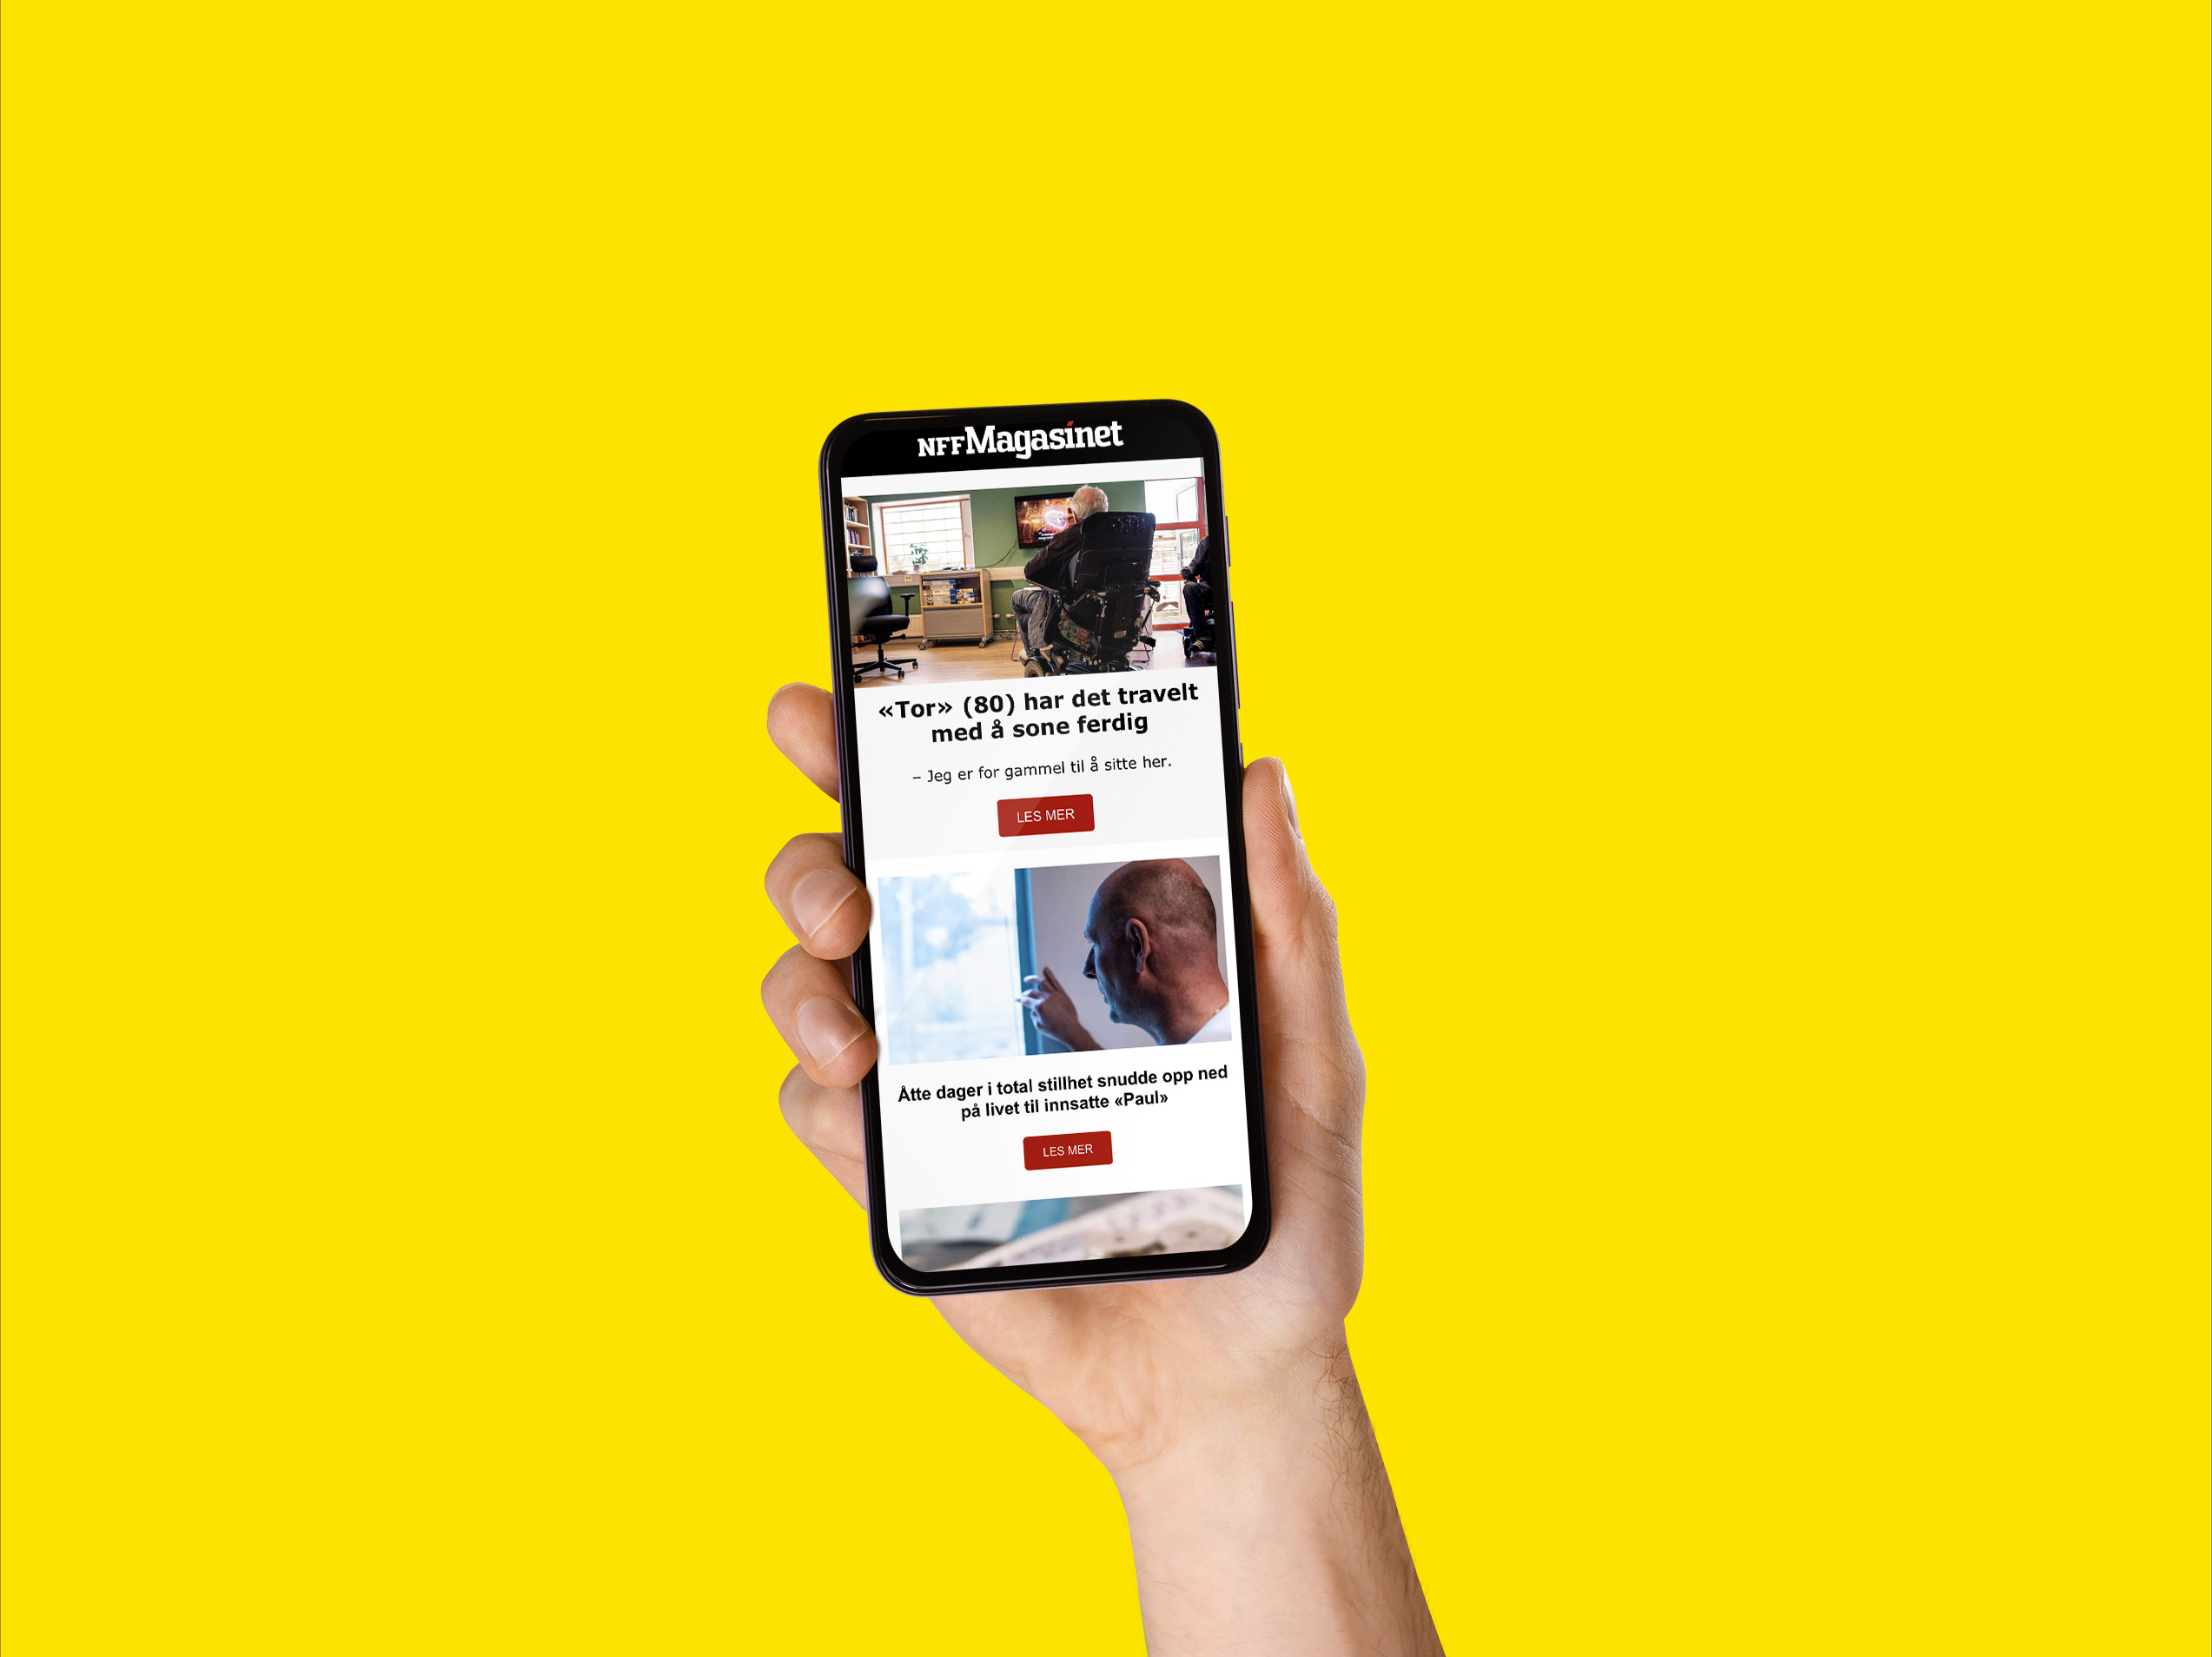 NFFMagasinet
«Tor» (80) har det travelt
med å sone ferdig
– Jeg er for gammel til å sitte her.
LES MER
Åtte dager i total stillhet snudde opp ned
på livet til innsatte «Paul»
LES MER